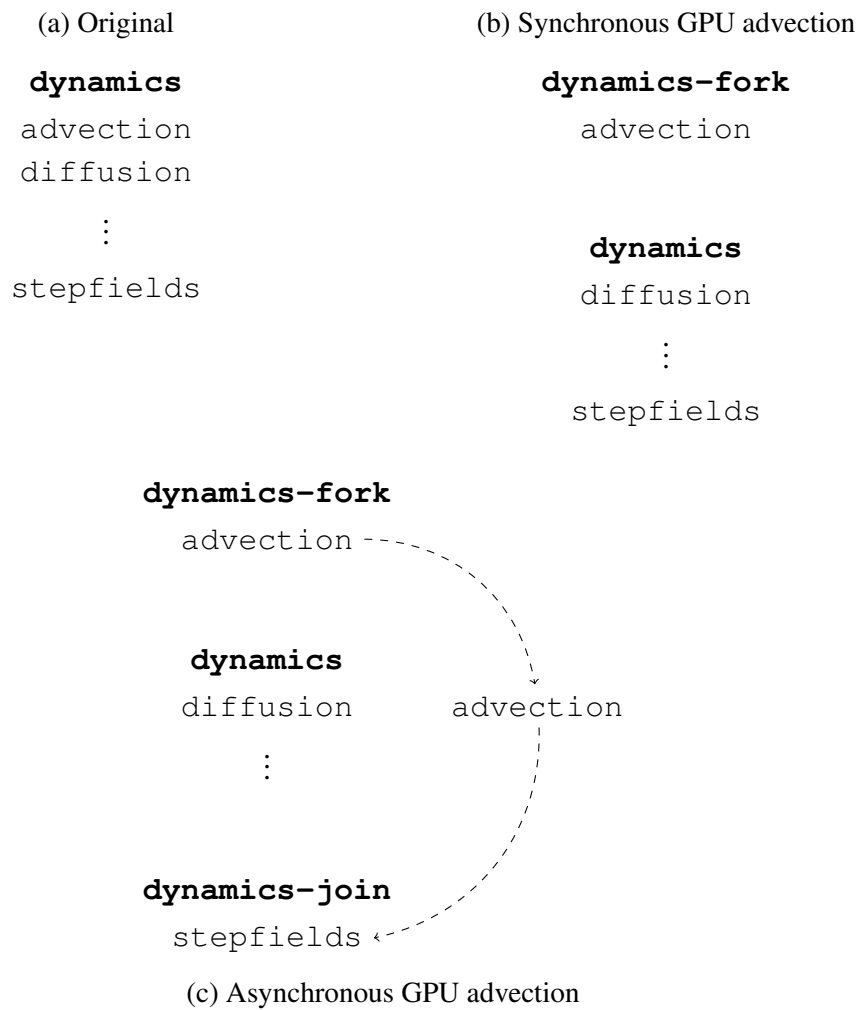 (a) Original
dynamics
advection
diffusion
⋮
stepfields
(b) Synchronous GPU advection
dynamics-fork
advection
dynamics
diffusion
⋮
stepfields
dynamics-fork
advection
dynamics
diffusion
advection
⋮
dynamics-join
stepfields
(c) Asynchronous GPU advection